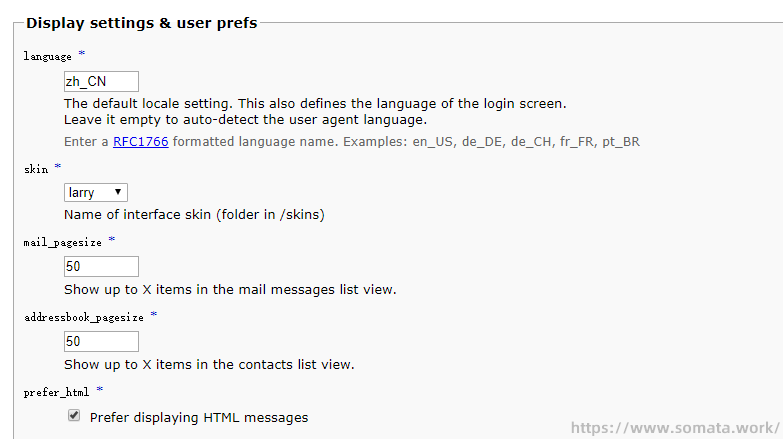 Display settings & user prefs
language *
zh_CN
The default locale setting. This also defines the language of the login screen.
Leave it empty to auto-detect the user agent language.
Enter a RFC1766 formatted language name. Examples: en_US, de_DE, de_CH, fr_FR, pt_BR
skin *
larry
Name of interface skin (folder in /skins)
mail_pagesize *
50
Show up to X items in the mail messages list view.
addressbook_pagesize *
50
Show up to X items in the contacts list view.
prefer_html *
Prefer displaying HTML messages
https://www.somata.work/